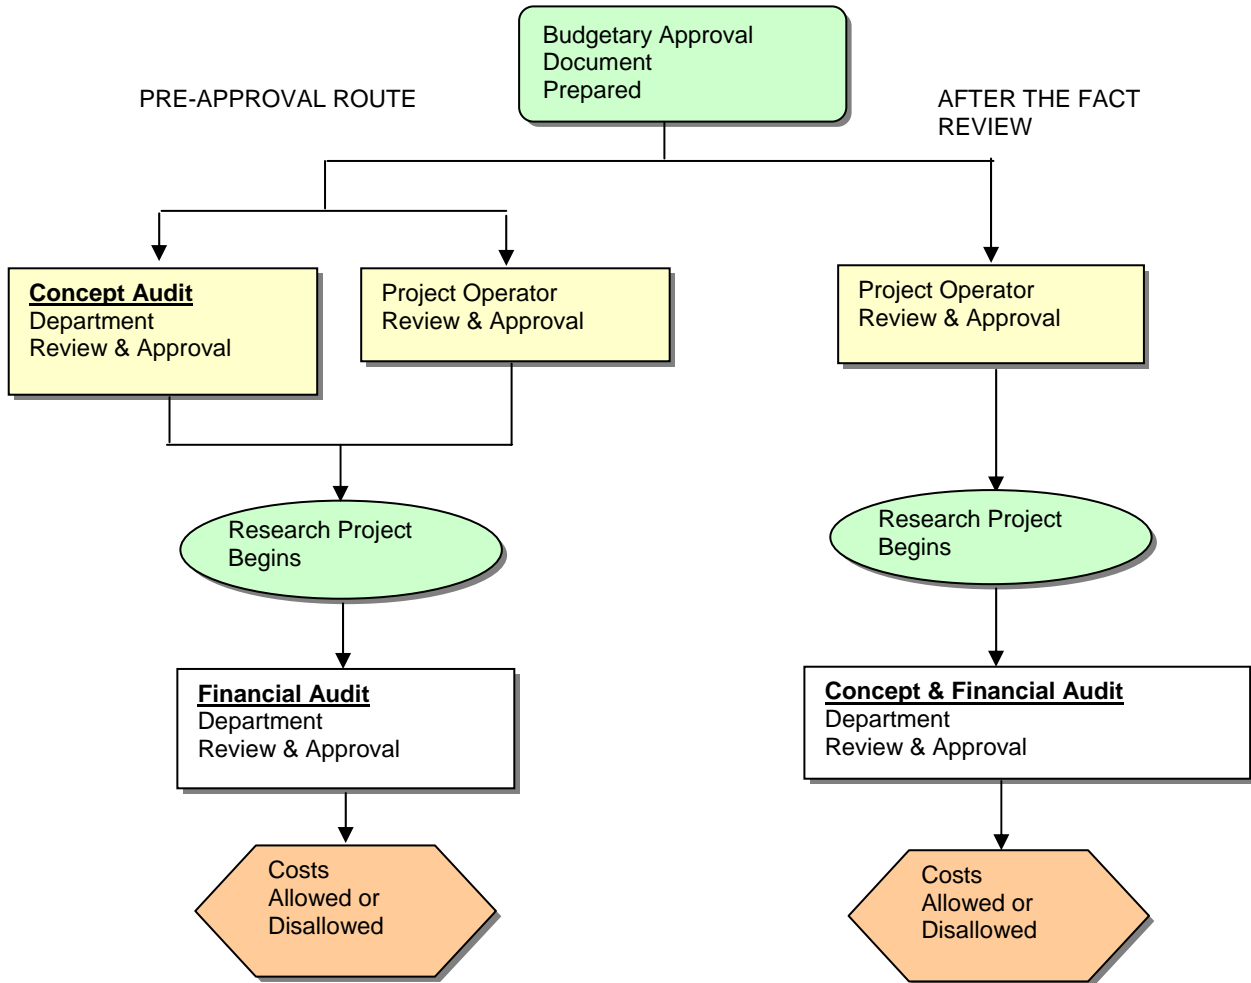 Budgetary Approval
Document
Prepared
PRE-APPROVAL ROUTE
AFTER THE FACT
REVIEW
Concept Audit
Department
Review & Approval
Project Operator
Review & Approval
Project Operator
Review & Approval
Research Project
Begins
Research Project
Begins
Financial Audit
Department
Review & Approval
Concept & Financial Audit
Department
Review & Approval
Costs
Allowed or
Disallowed
Costs
Allowed or
Disallowed